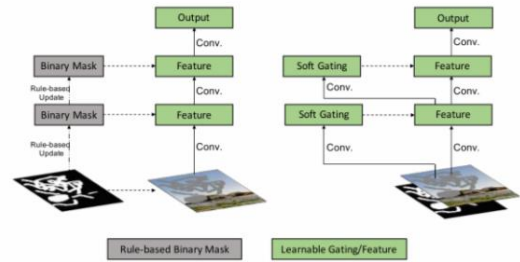 Output
Conv.
Binary Mask
Feature
Rule-based
Update
Conv.
Binary Mask
Feature
Rule-based
Update
Conv.
Output
Conv.
Soft Gating
Feature
Conv.
Conv.
Soft Gating
Feature
Conv.
Conv.
Rule-based Binary Mask
Learnable Gating/Feature